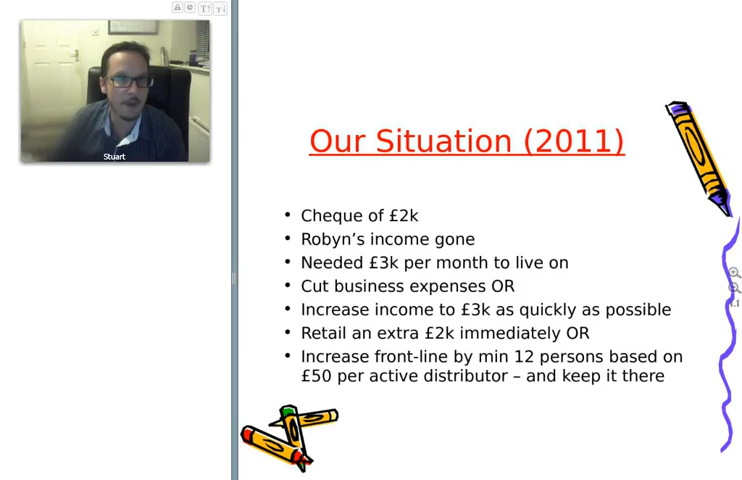 T↑ T↓
Stuart
Our Situation (2011)
• Cheque of £2k
• Robyn’s income gone
• Needed £3k per month to live on
• Cut business expenses OR
• Increase income to £3k as quickly as possible
• Retail an extra £2k immediately OR
• Increase front-line by min 12 persons based on
£50 per active distributor – and keep it there